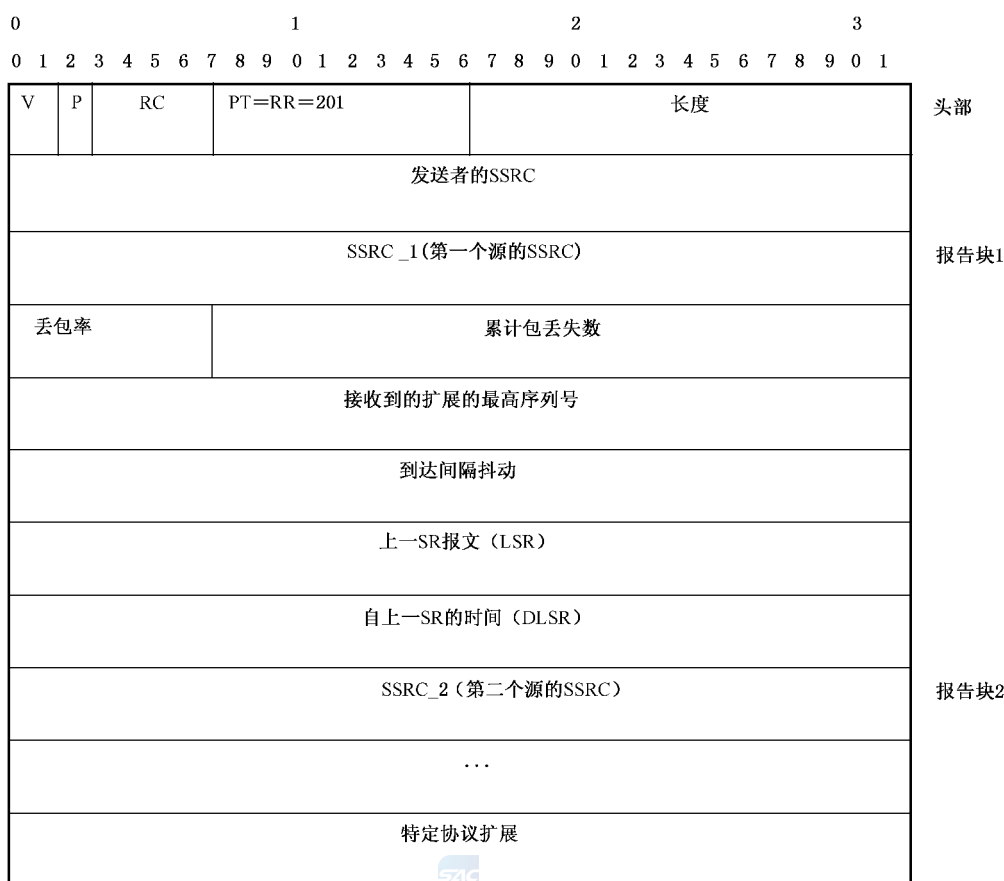 0 1 2 3
0 1 2 3 4 5 6 7 8 9 0 1 2 3 4 5 6 7 8 9 0 1 2 3 4 5 6 7 8 9 0 1
V P RC PT=RR=201 长度 头部
发送者的SSRC
SSRC _1(第一个源的SSRC) 报告块1
丢包率 累计包丢失数
接收到的扩展的最高序列号
到达间隔抖动
上一SR报文（LSR）
自上一SR的时间（DLSR）
SSRC_2（第二个源的SSRC） 报告块2
...
特定协议扩展
SAC